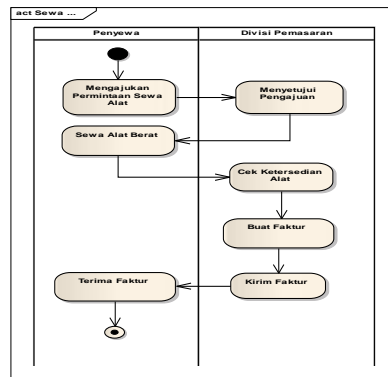 act Sewa ...
Penyewa
Divisi Pemasaran
Mengajukan
Permintaan Sewa
Alat
Menyetujui
Pengajuan
Sewa Alat Berat
Cek Ketersedian
Alat
Buat Faktur
Terima Faktur
Kirim Faktur